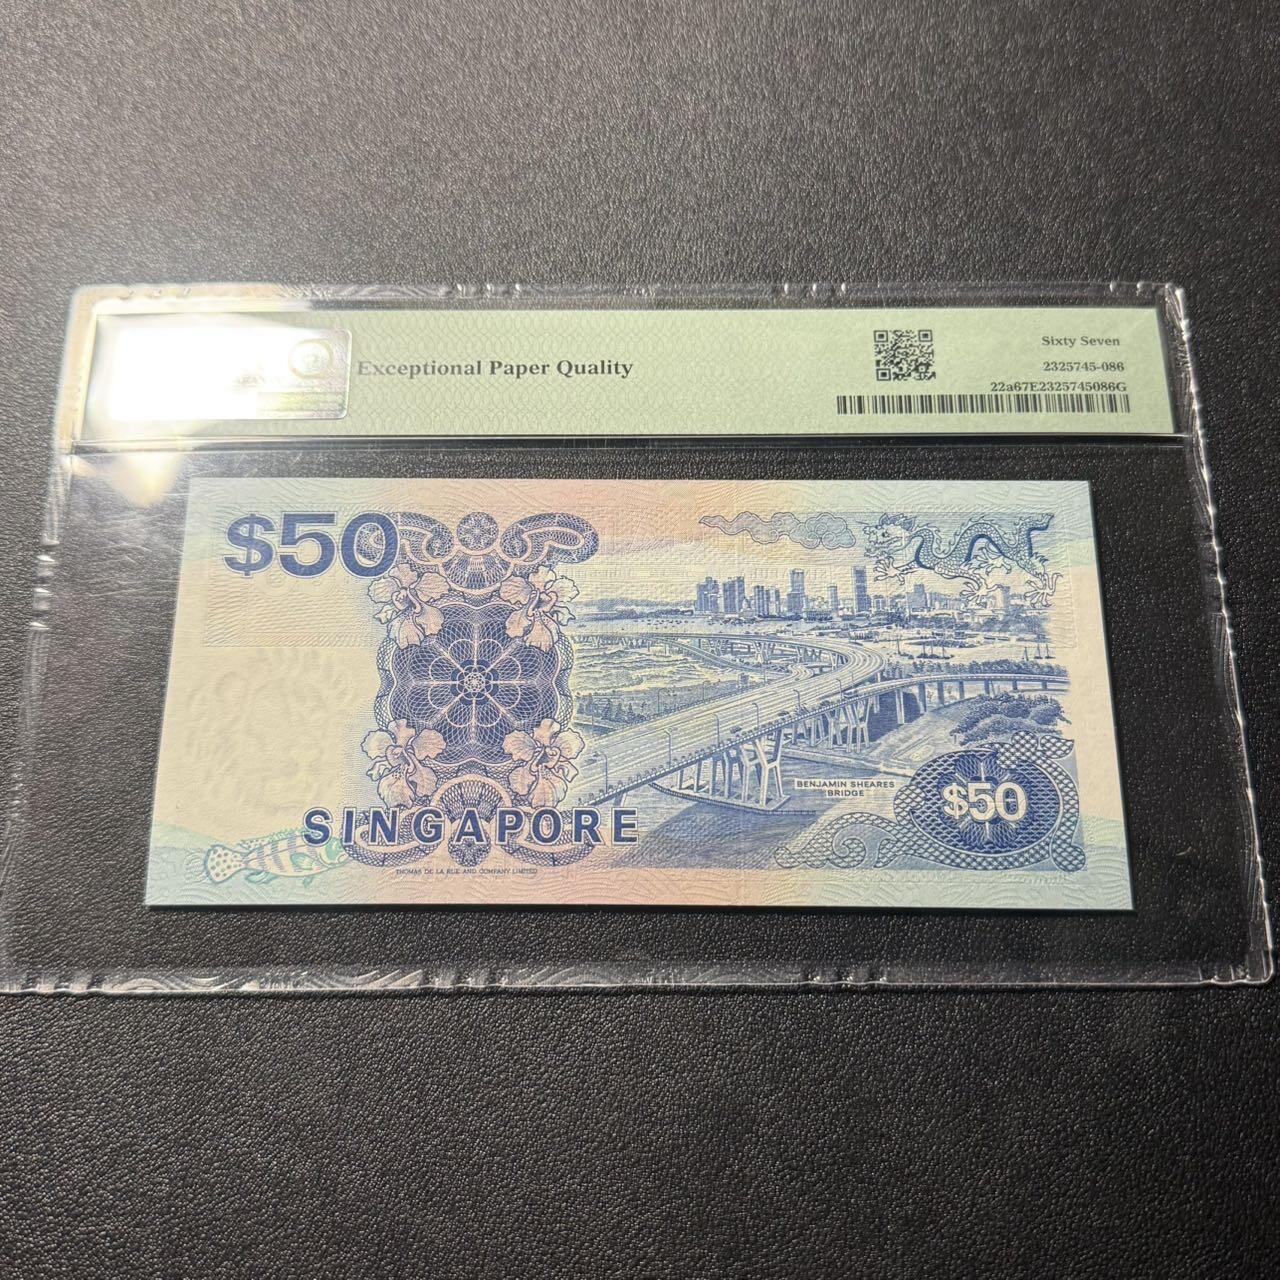 Exceptional Paper Quality
Sixty Seven
2325745-086
22a67E2325745086G
$50
BENJAMIN SHEARES
BRIDGE
$50
SINGAPORE
THOMAS DE LA RUE AND COMPANY LIMITED